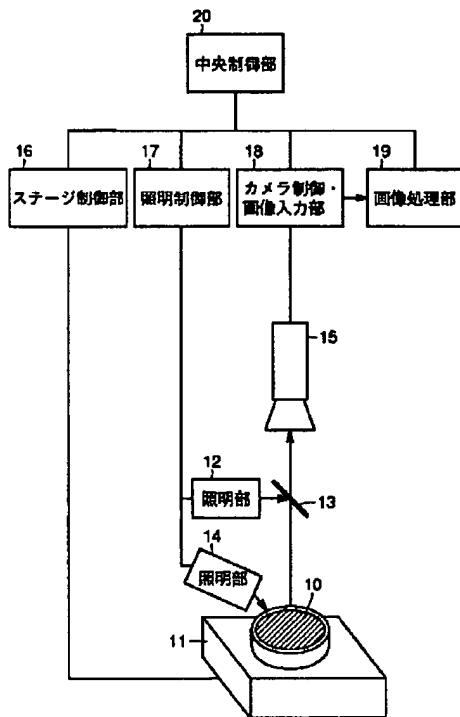 20
中央制御部
16
17
18
19
ステージ制御部
照明制御部
カメラ制御・
画像入力部
画像処理部
15
12
照明部
13
14
照明部
10
11